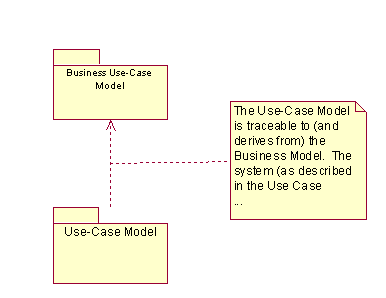 Business Use-Case
Model
The Use-Case Model
is traceable to (and
derives from) the
Business Model.  The
system (as described
in the Use Case
...
Use-Case Model